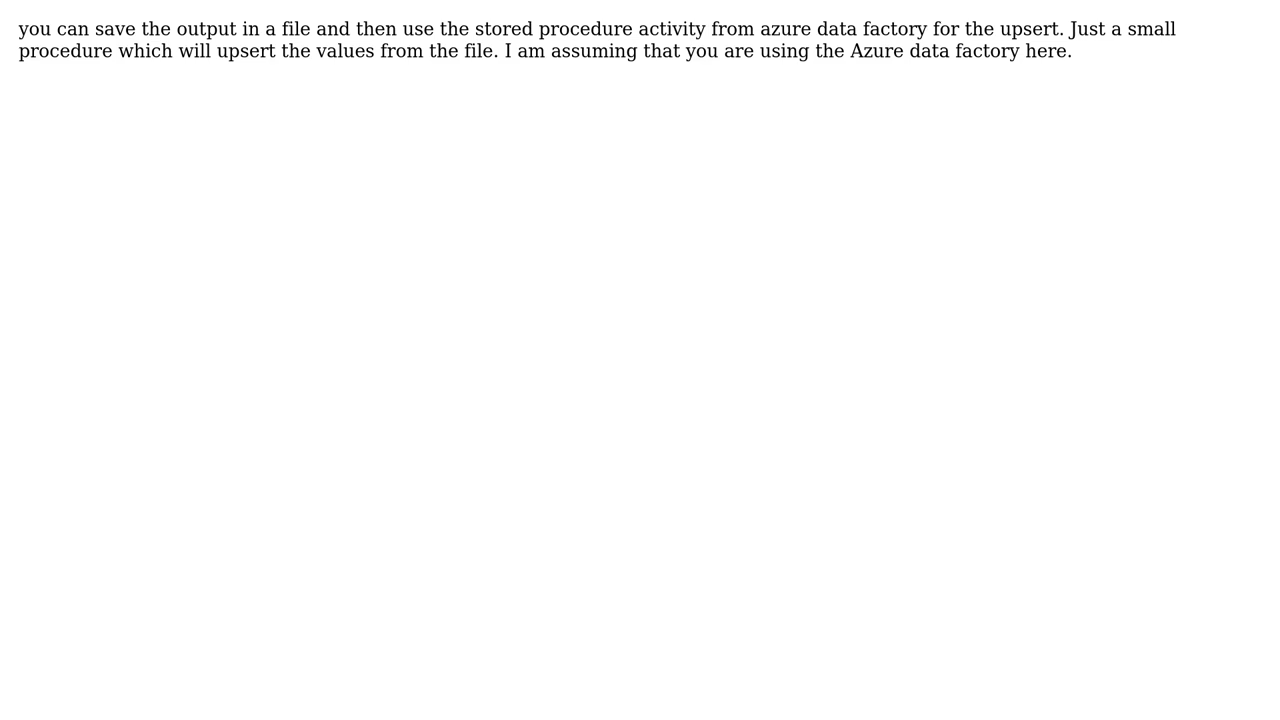 you can save the output in a file and then use the stored procedure activity from azure data factory for the upsert. Just a small
procedure which will upsert the values from the file. I am assuming that you are using the Azure data factory here.